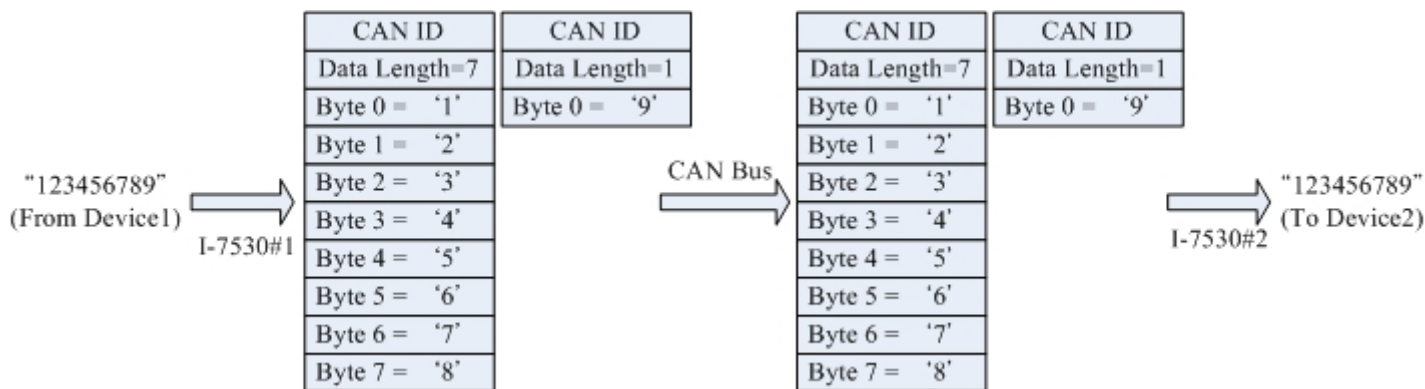 "123456789"
(From Device1)
I-7530#1
CAN ID
Data Length=7
Byte 0 = '1'
Byte 1 = '2'
Byte 2 = '3'
Byte 3 = '4'
Byte 4 = '5'
Byte 5 = '6'
Byte 6 = '7'
Byte 7 = '8'
CAN ID
Data Length=1
Byte 0 = '9'
CAN Bus
CAN ID
Data Length=7
Byte 0 = '1'
Byte 1 = '2'
Byte 2 = '3'
Byte 3 = '4'
Byte 4 = '5'
Byte 5 = '6'
Byte 6 = '7'
Byte 7 = '8'
CAN ID
Data Length=1
Byte 0 = '9'
I-7530#2
"123456789"
(To Device2)